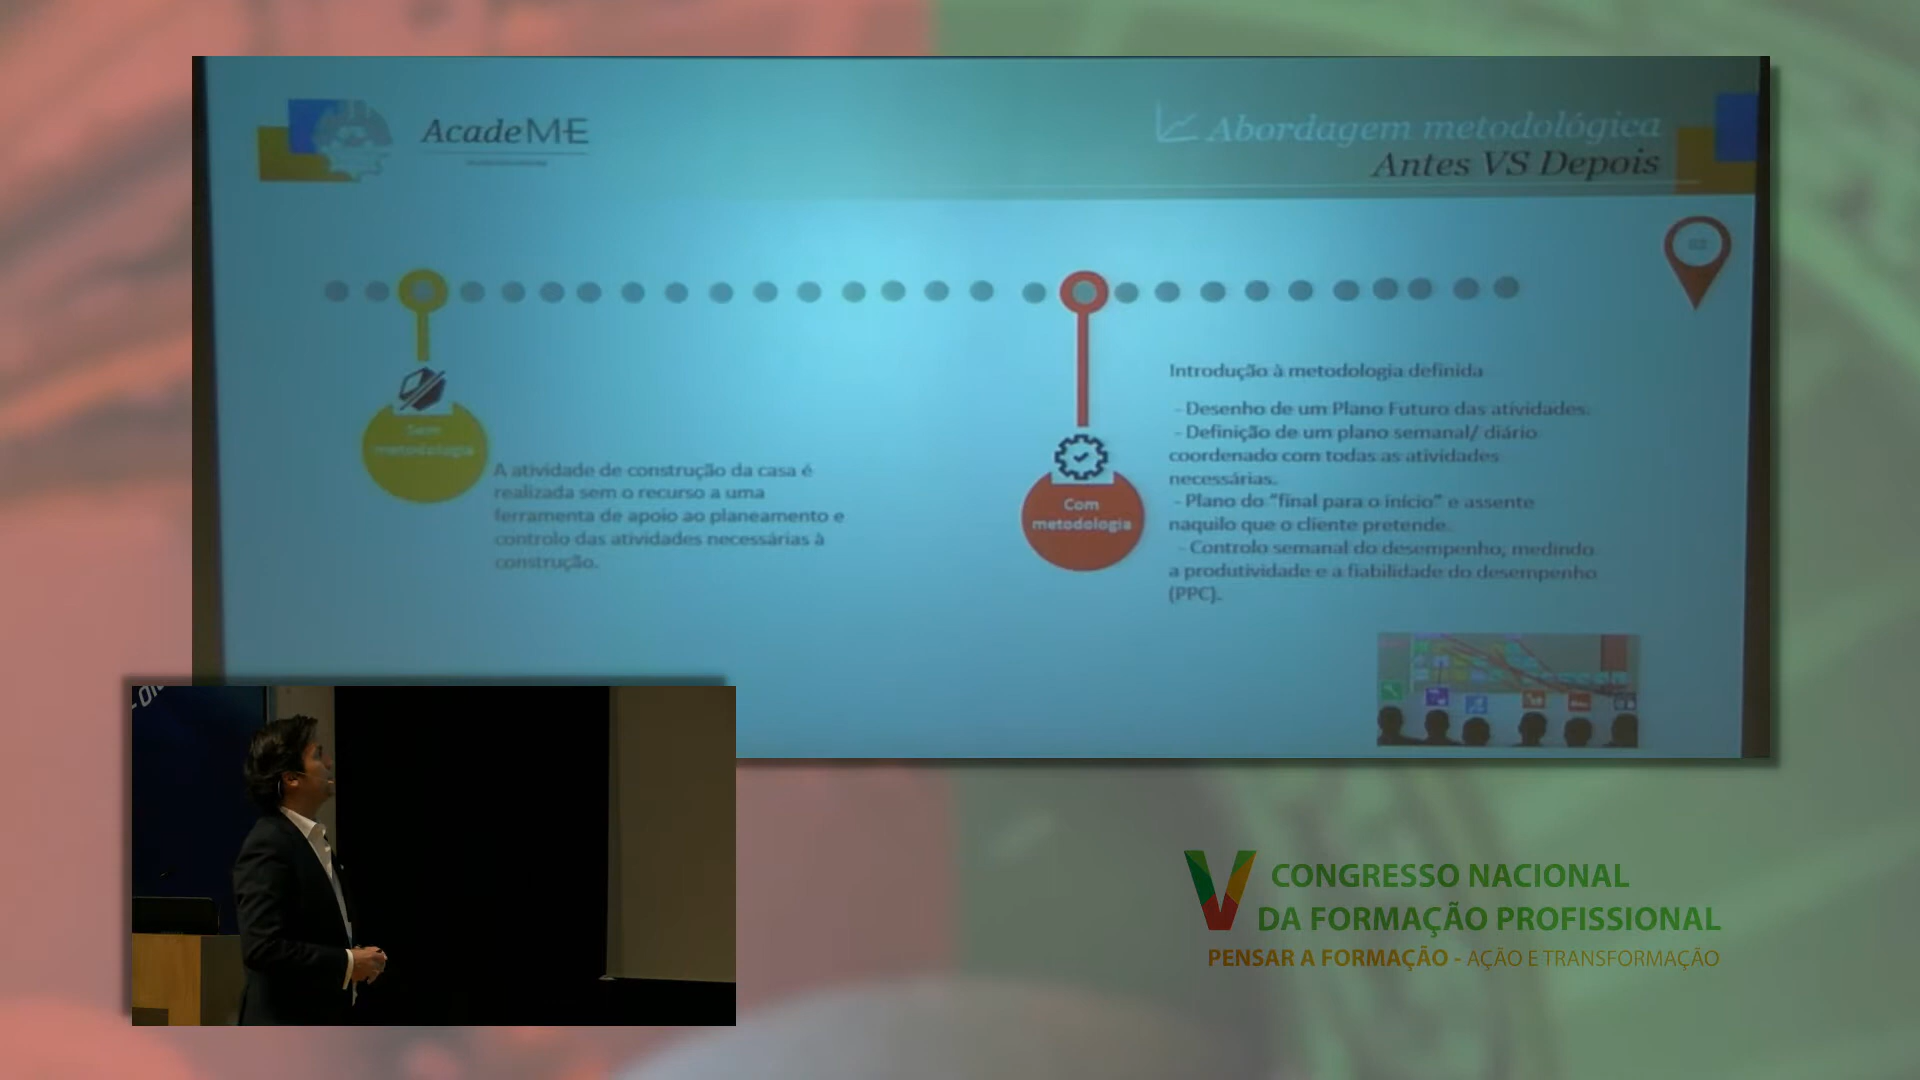 AcadeME
Abordagem metodológica
Antes VS Depois
Sem
metodologia
A atividade de construção da casa é
realizada sem o recurso a uma
ferramenta de apoio ao planeamento e
controlo das atividades necessárias à
construção.
Com
metodologia
Introdução à metodologia definida
- Desenho de um Plano Futuro das atividades.
- Definição de um plano semanal/ diário
coordenado com todas as atividades
necessárias.
- Plano do "final para o início" e assente
naquilo que o cliente pretende.
- Controlo semanal do desempenho, medindo
a produtividade e a fiabilidade do desempenho
(PPC).
V CONGRESSO NACIONAL
DA FORMAÇÃO PROFISSIONAL
PENSAR A FORMAÇÃO - AÇÃO E TRANSFORMAÇÃO